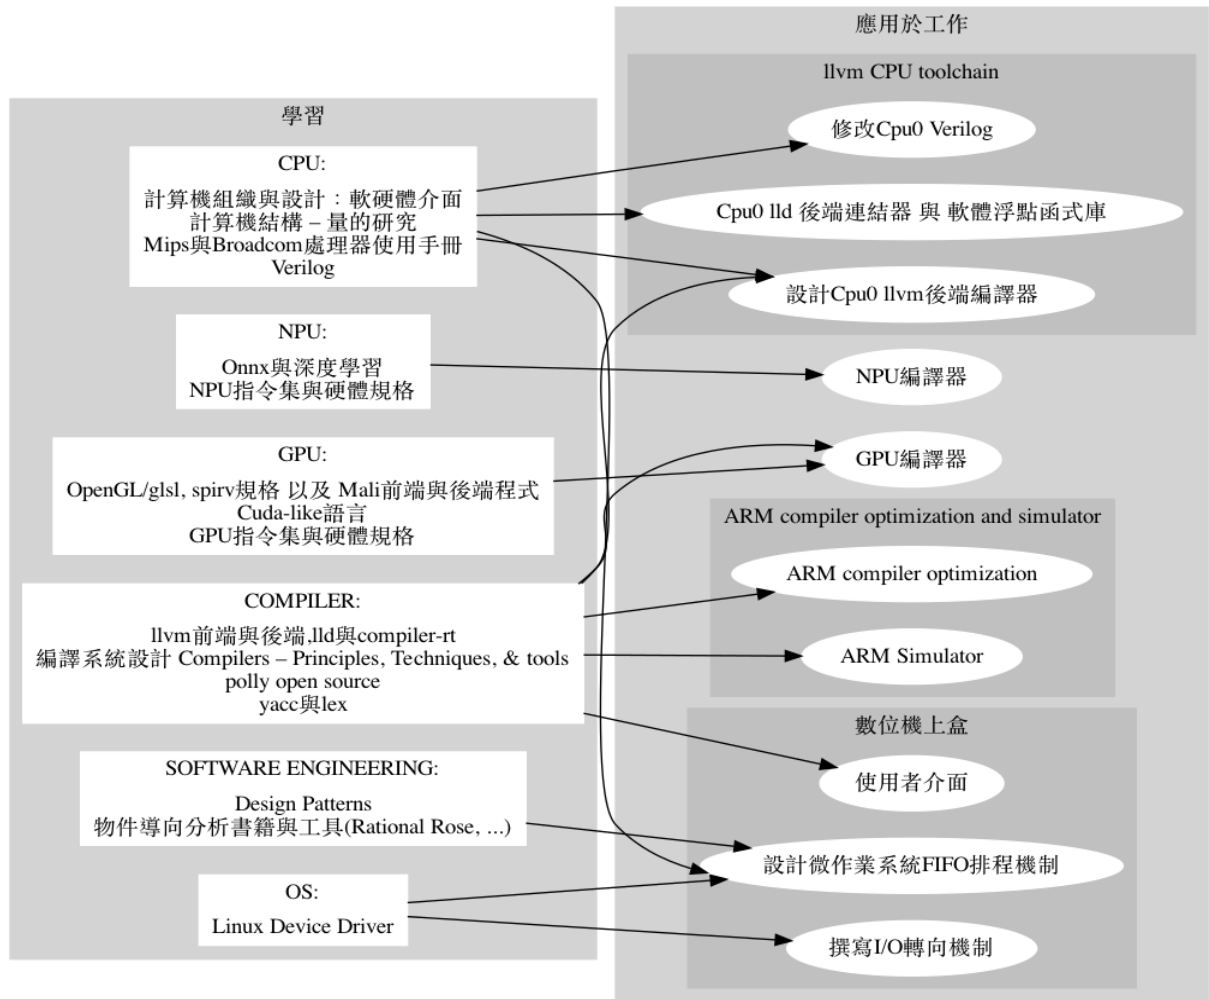 學習
CPU:
計算機組織與設計：軟硬體介面
計算機結構 – 量的研究
Mips與Broadcom處理器使用手冊
Verilog
NPU:
Onnx與深度學習
NPU指令集與硬體規格
GPU:
OpenGL/glsl, spirv規格 以及 Mali前端與後端程式
Cuda-like語言
GPU指令集與硬體規格
COMPILER:
llvm前端與後端,lld與compiler-rt
編譯系統設計 Compilers – Principles, Techniques, & tools
polly open source
yacc與lex
SOFTWARE ENGINEERING:
Design Patterns
物件導向分析書籍與工具(Rational Rose, ...)
OS:
Linux Device Driver
應用於工作
llvm CPU toolchain
修改Cpu0 Verilog
Cpu0 lld 後端連結器 與 軟體浮點函式庫
設計Cpu0 llvm後端編譯器
NPU編譯器
GPU編譯器
ARM compiler optimization and simulator
ARM compiler optimization
ARM Simulator
數位機上盒
使用者介面
設計微作業系統FIFO排程機制
撰寫I/O轉向機制